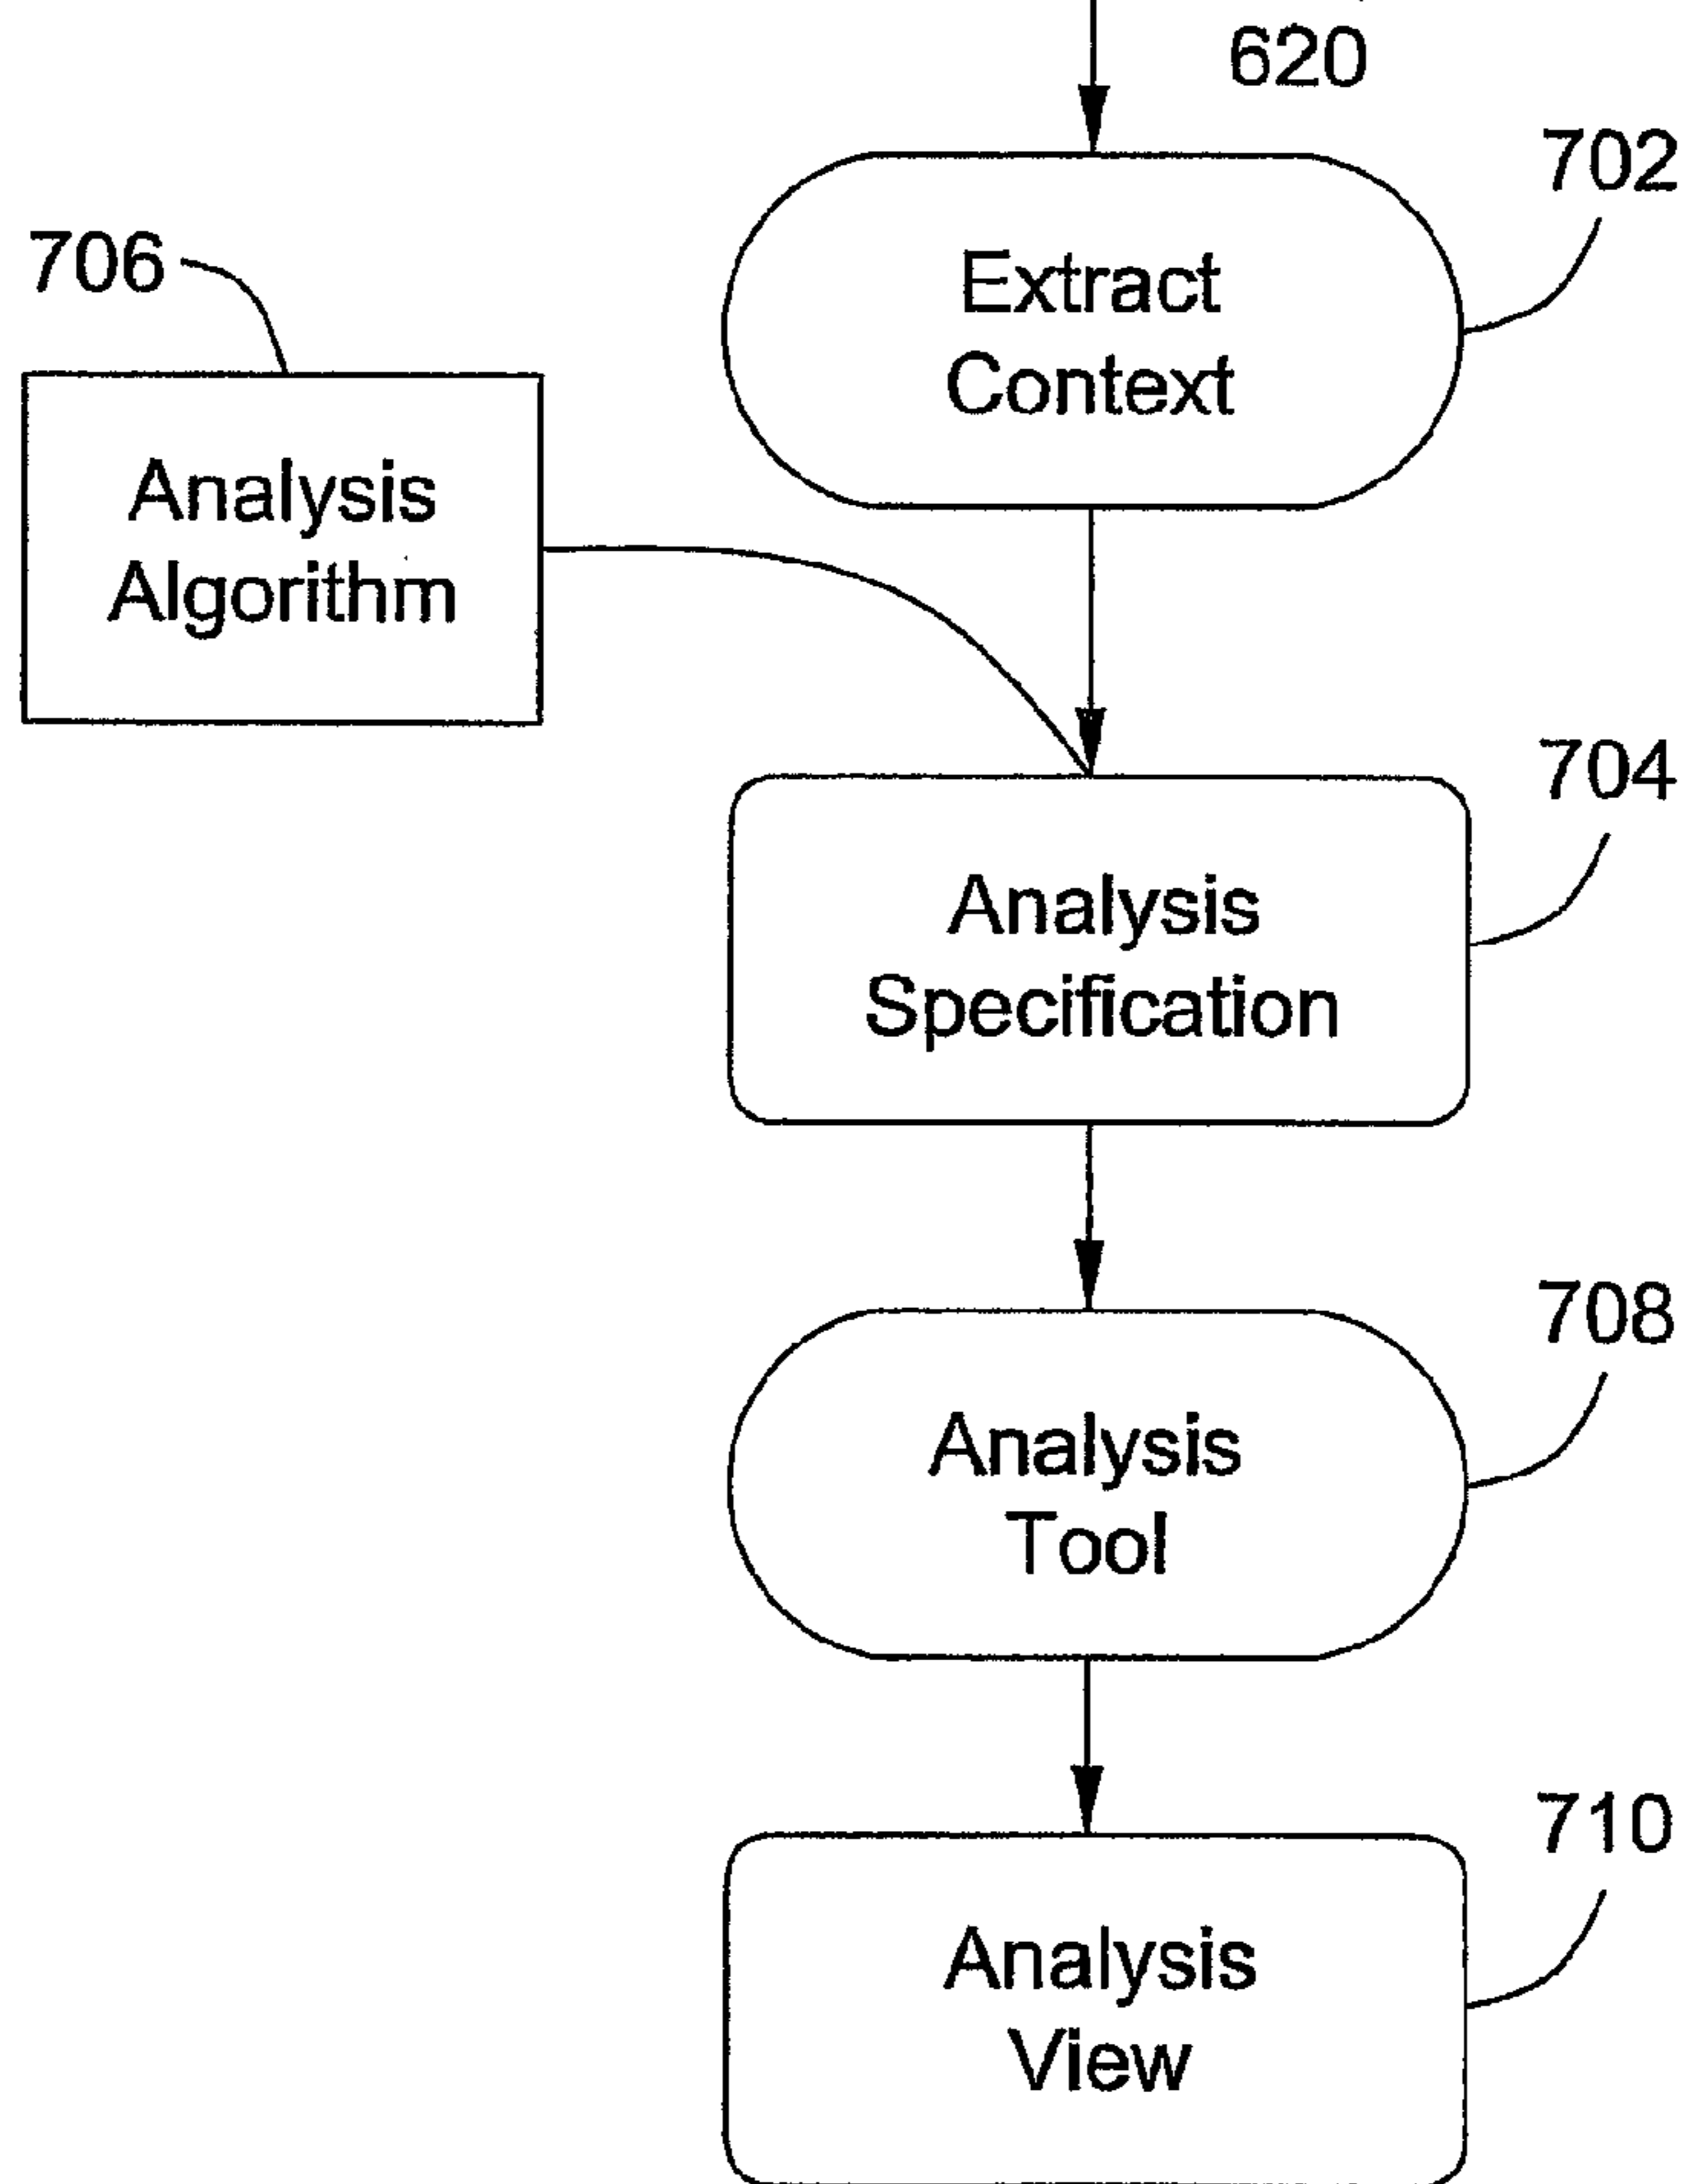 620
702
Extract
Context
706
Analysis
Algorithm
704
Analysis
Specification
708
Analysis
Tool
710
Analysis
View